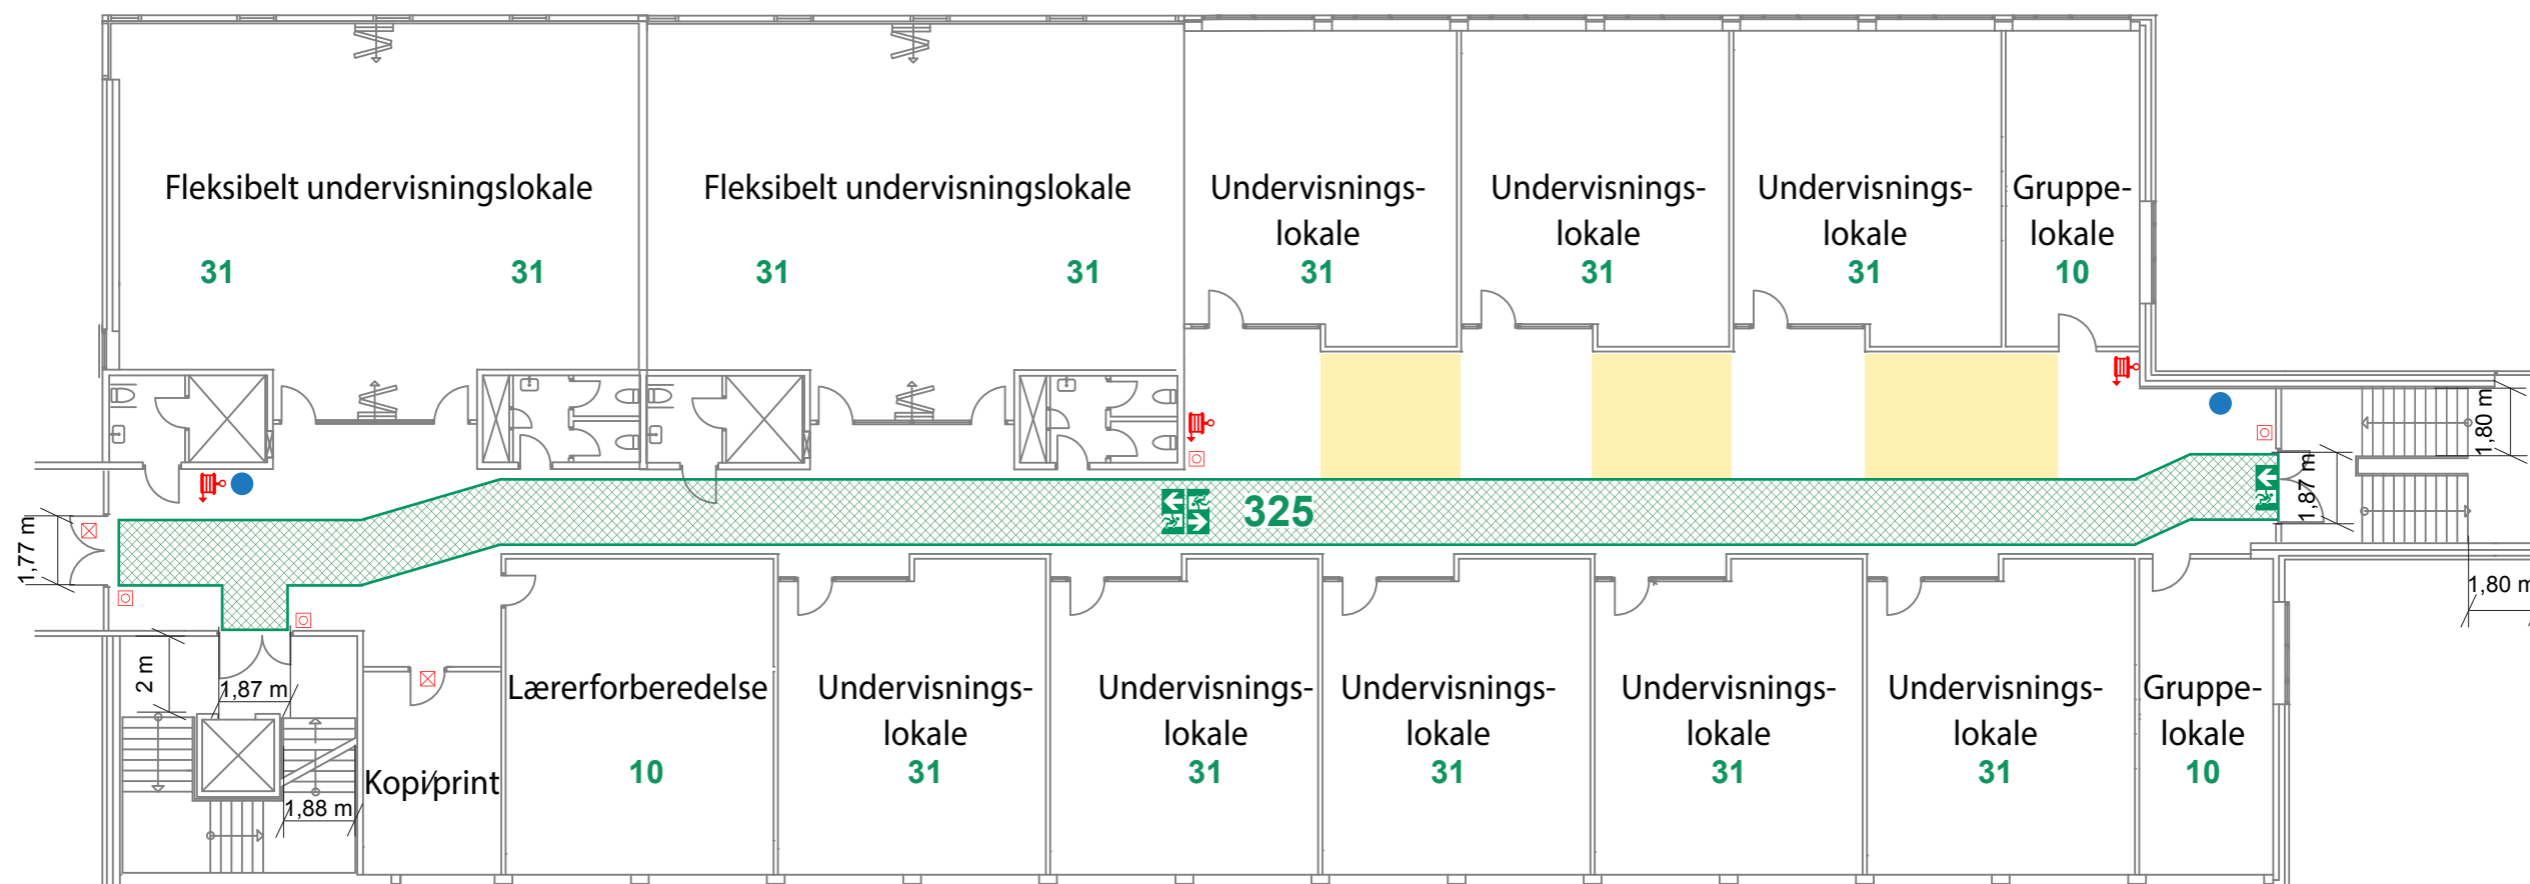 Fleksibelt undervisningslokale
31
31
Fleksibelt undervisningslokale
31
31
Undervisnings-
lokale
31
Undervisnings-
lokale
31
Undervisnings-
lokale
31
Gruppe-
lokale
10
1,80 m
1,87 m
1,80 m
325
1,77 m
2 m
1,87 m
1,88 m
Kopi/print
Lærerforberedelse
10
Undervisnings-
lokale
31
Undervisnings-
lokale
31
Undervisnings-
lokale
31
Undervisnings-
lokale
31
Undervisnings-
lokale
31
Gruppe-
lokale
10